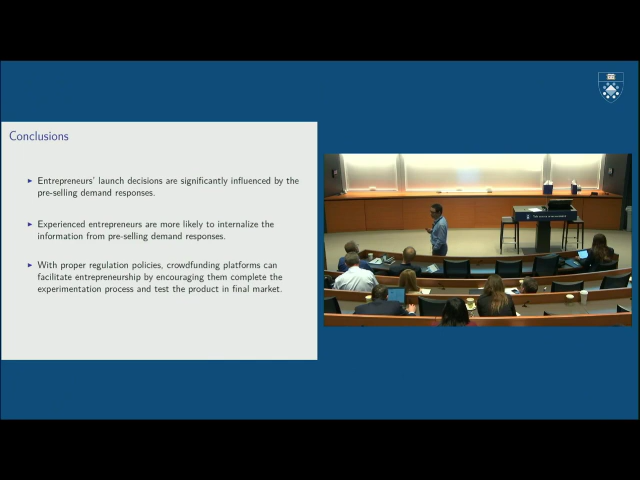 Conclusions
▶ Entrepreneurs' launch decisions are significantly influenced by the
pre-selling demand responses.
▶ Experienced entrepreneurs are more likely to internalize the
information from pre-selling demand responses.
▶ With proper regulation policies, crowdfunding platforms can
facilitate entrepreneurship by encouraging them complete the
experimentation process and test the product in final market.